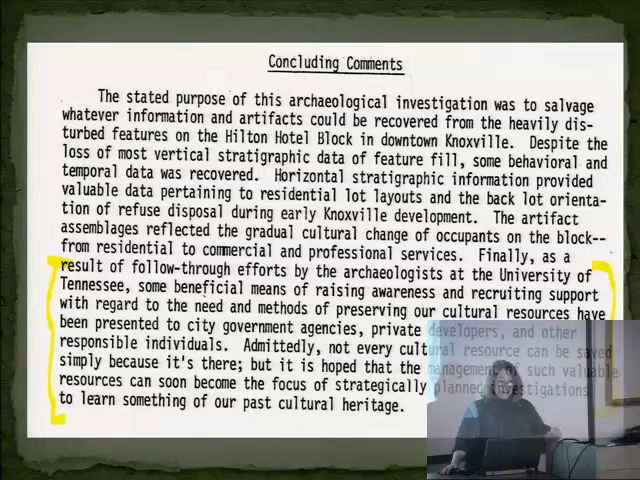 Concluding Comments
The stated purpose of this archaeological investigation was to salvage
whatever information and artifacts could be recovered from the heavily dis-
turbed features on the Hilton Hotel Block in downtown Knoxville. Despite the
loss of most vertical stratigraphic data of feature fill, some behavioral and
temporal data was recovered. Horizontal stratigraphic information provided
valuable data pertaining to residential lot layouts and the back lot orienta-
tion of refuse disposal during early Knoxville development. The artifact
assemblages reflected the gradual cultural change of occupants on the block--
from residential to commercial and professional services. Finally, as a
result of follow-through efforts by the archaeologists at the University of
Tennessee, some beneficial means of raising awareness and recruiting support
with regard to the need and methods of preserving our cultural resources have
been presented to city government agencies, private developers, and other
responsible individuals. Admittedly, not every cultural resource can be saved
simply because it's there; but it is hoped that the management of such valuable
resources can soon become the focus of strategically planned investigations
to learn something of our past cultural heritage.